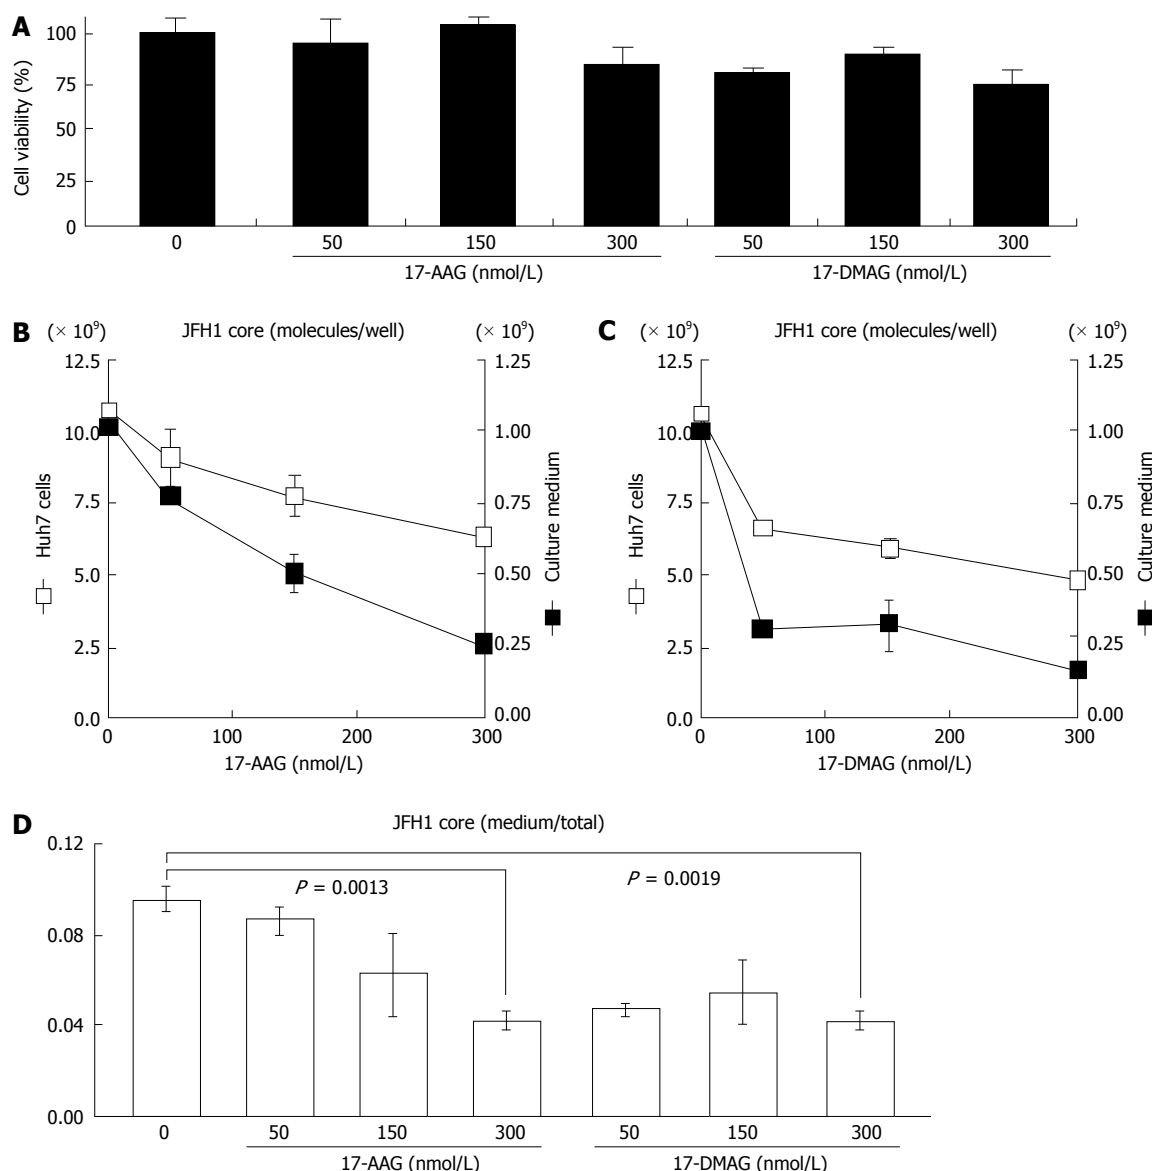 A
Cell viability (%)
100
75
50
25
0
0 50 150 300 50 150 300
17-AAG (nmol/L) 17-DMAG (nmol/L)
B (× 10⁹) JFH1 core (molecules/well) (× 10⁹)
12.5 1.25
10.0 1.00
7.5 0.75
5.0 0.50
2.5 0.25
0.0 0.00
Huh7 cells
Culture medium
0 100 200 300
17-AAG (nmol/L)
C (× 10⁹) JFH1 core (molecules/well) (× 10⁹)
12.5 1.25
10.0 1.00
7.5 0.75
5.0 0.50
2.5 0.25
0.0 0.00
Huh7 cells
Culture medium
0 100 200 300
17-DMAG (nmol/L)
D JFH1 core (medium/total)
0.12
0.08
0.04
0.00
P = 0.0013
P = 0.0019
0 50 150 300 50 150 300
17-AAG (nmol/L) 17-DMAG (nmol/L)